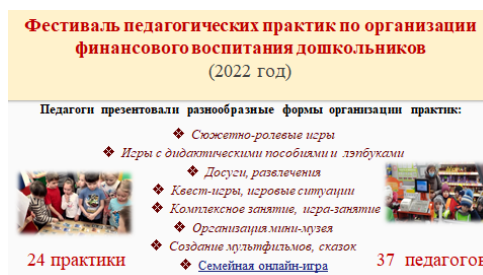 Фестиваль педагогических практик по организации
финансового воспитания дошкольников
(2022 год)
Педагоги презентовали разнообразные формы организации практик:
❖ Сюжетно-ролевые игры
❖ Игры с дидактическими пособиями и лэпбуками
❖ Досуги, развлечения
❖ Квест-игры, игровые ситуации
❖ Комплексное занятие, игра-занятие
❖ Организация мини-музея
❖ Создание мультфильмов, сказок
❖ Семейная онлайн-игра
24 практики
37 педагогов